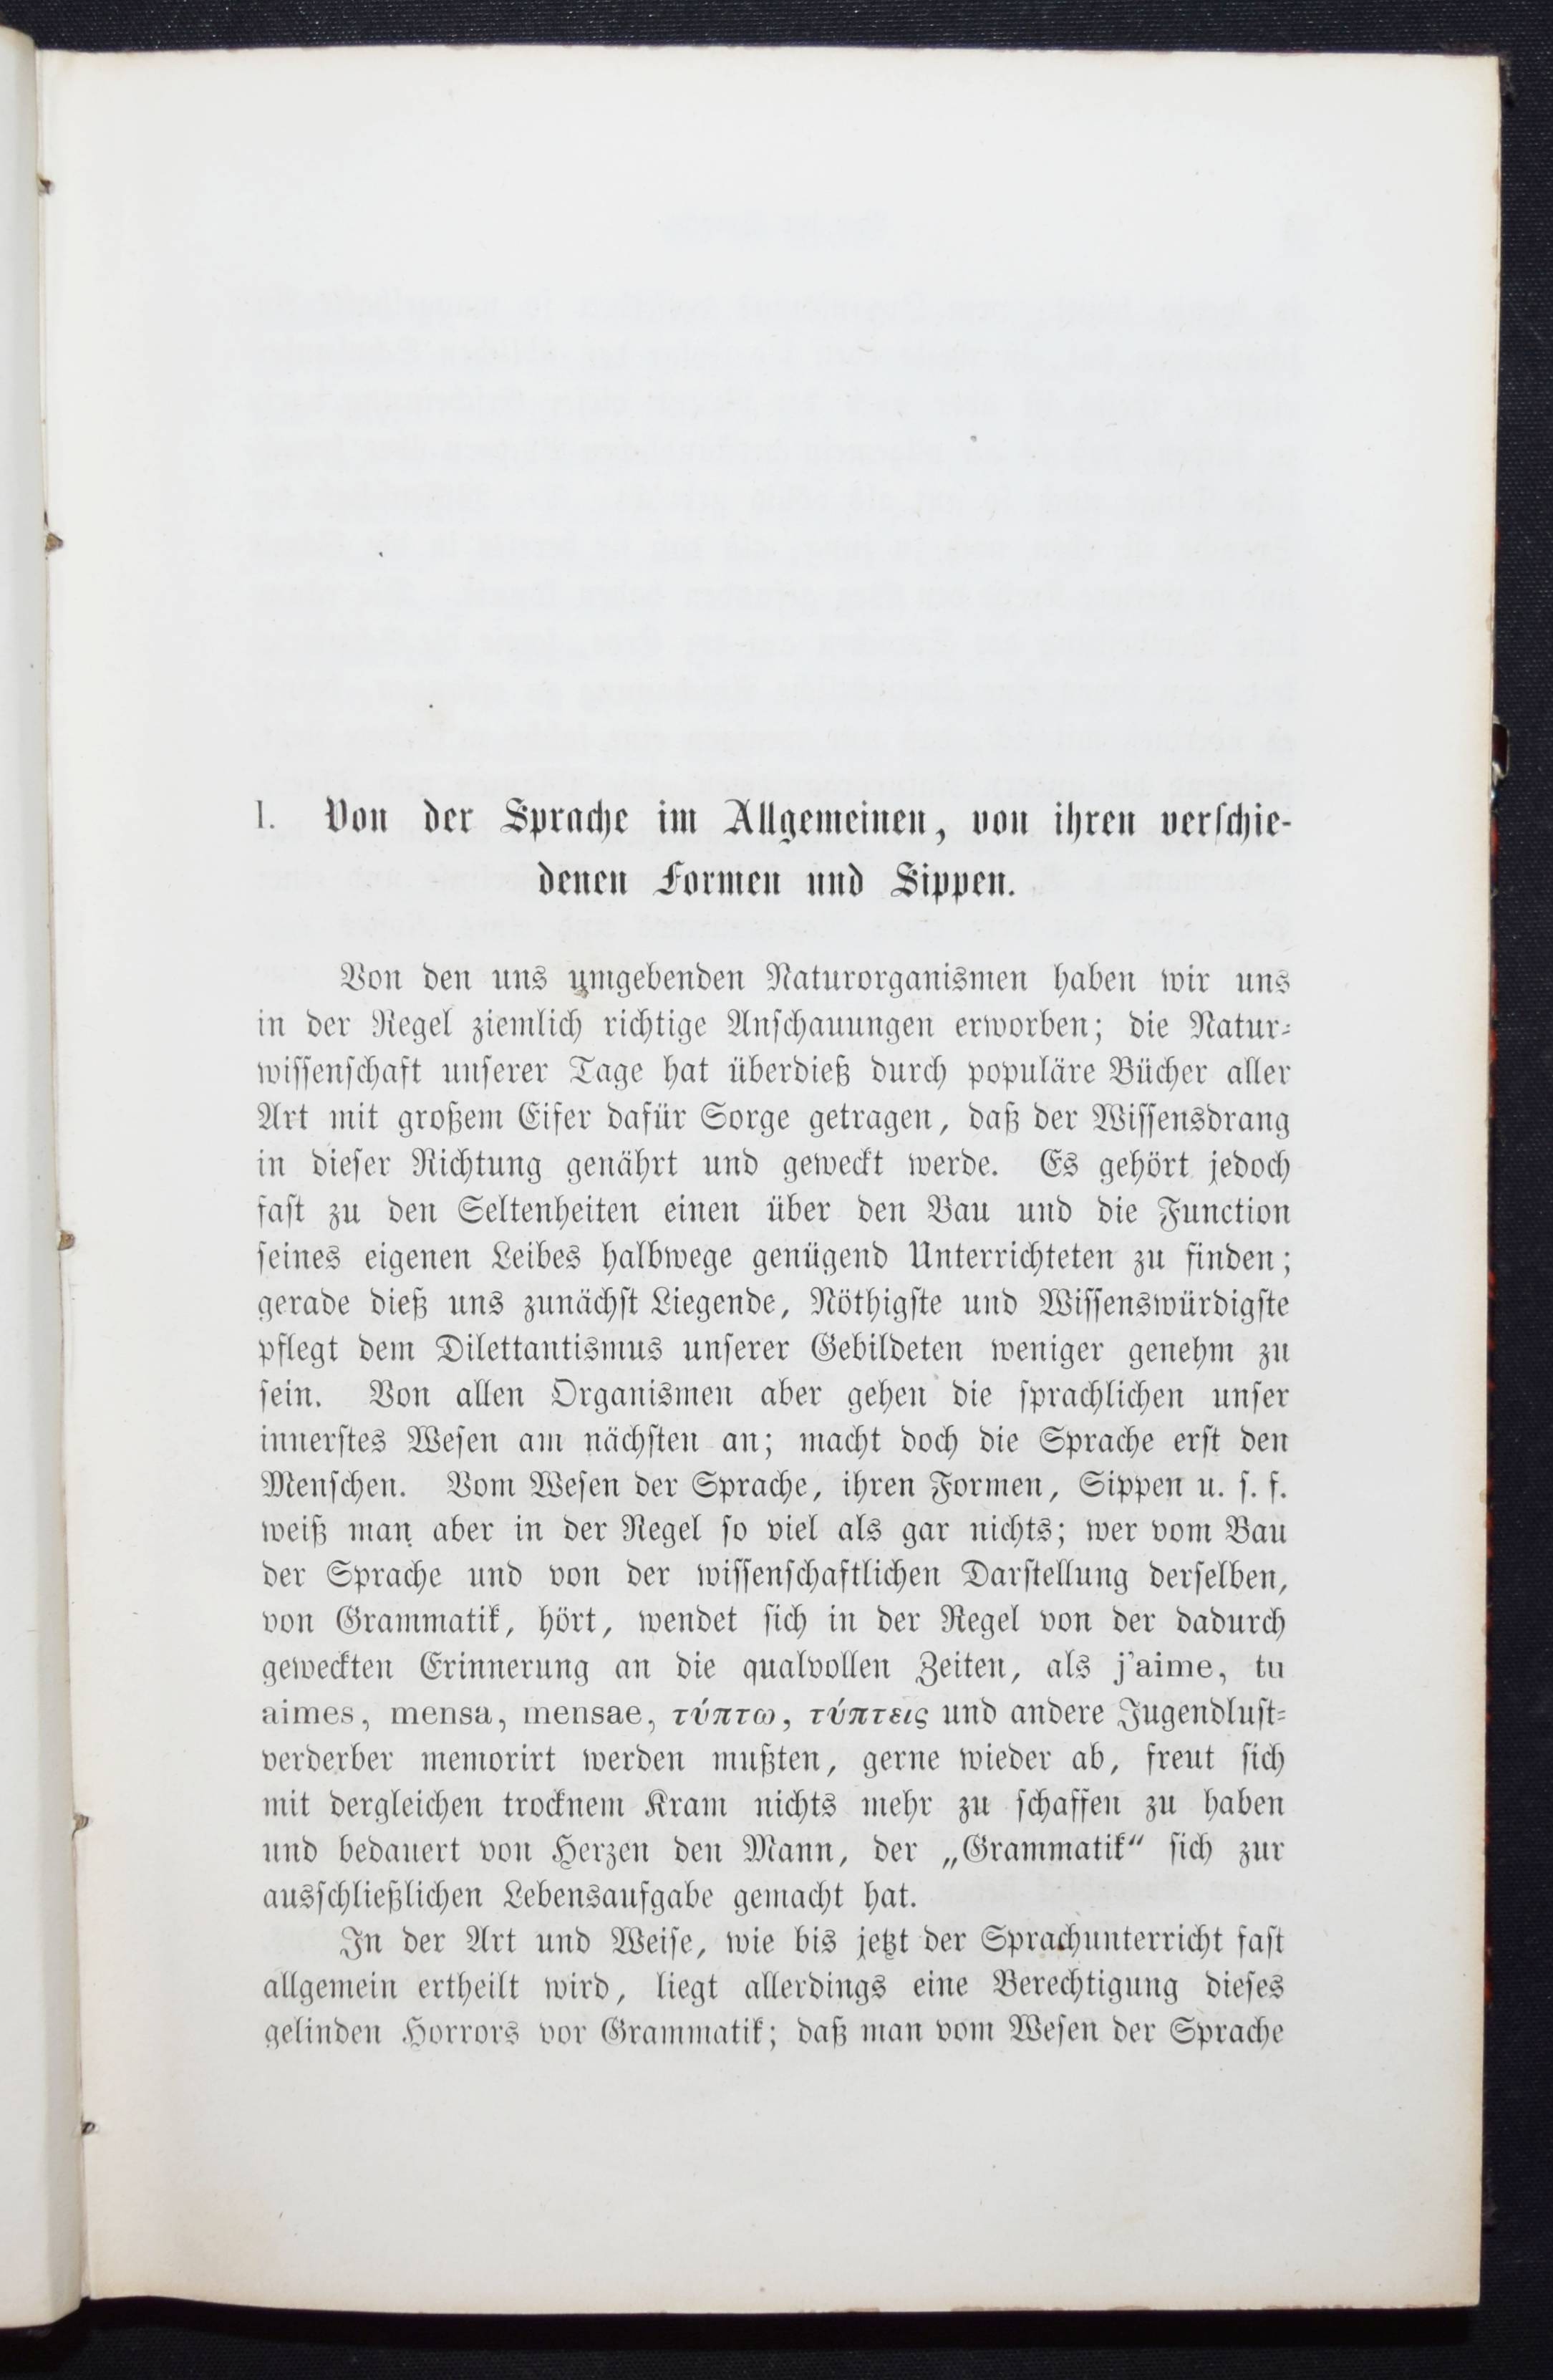 I. Von der Sprache im Allgemeinen, von ihren verschie-
denen Formen und Sippen.
Von den uns umgebenden Naturorganismen haben wir uns
in der Regel ziemlich richtige Anschauungen erworben; die Natur-
wissenschaft unserer Tage hat überdieß durch populäre Bücher aller
Art mit großem Eifer dafür Sorge getragen, daß der Wissensdrang
in dieser Richtung genährt und geweckt werde. Es gehört jedoch
fast zu den Seltenheiten einen über den Bau und die Function
seines eigenen Leibes halbwege genügend Unterrichteten zu finden;
gerade dieß uns zunächst Liegende, Nöthigste und Wissenswürdigste
pflegt dem Dilettantismus unserer Gebildeten weniger genehm zu
sein. Von allen Organismen aber gehen die sprachlichen unser
innerstes Wesen am nächsten an; macht doch die Sprache erst den
Menschen. Vom Wesen der Sprache, ihren Formen, Sippen u. s. f.
weiß man aber in der Regel so viel als gar nichts; wer vom Bau
der Sprache und von der wissenschaftlichen Darstellung derselben,
von Grammatik, hört, wendet sich in der Regel von der dadurch
geweckten Erinnerung an die qualvollen Zeiten, als j'aime, tu
aimes, mensa, mensae, τύπτω, τύπτεις und andere Jugendlust-
verderber memorirt werden mußten, gerne wieder ab, freut sich
mit dergleichen trocknem Kram nichts mehr zu schaffen zu haben
und bedauert von Herzen den Mann, der „Grammatik“ sich zur
ausschließlichen Lebensaufgabe gemacht hat.
In der Art und Weise, wie bis jetzt der Sprachunterricht fast
allgemein ertheilt wird, liegt allerdings eine Berechtigung dieses
gelinden Horrors vor Grammatik; daß man vom Wesen der Sprache